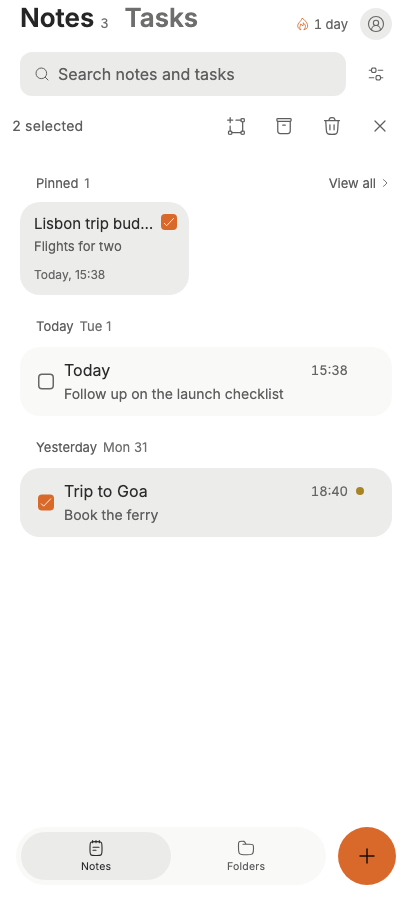 Notes 3 Tasks
1 day
Search notes and tasks
2 selected
Pinned 1
View all
Lisbon trip bud...
Flights for two
Today, 15:38
Today Tue 1
Today 15:38
Follow up on the launch checklist
Yesterday Mon 31
Trip to Goa 18:40
Book the ferry
Notes
Folders